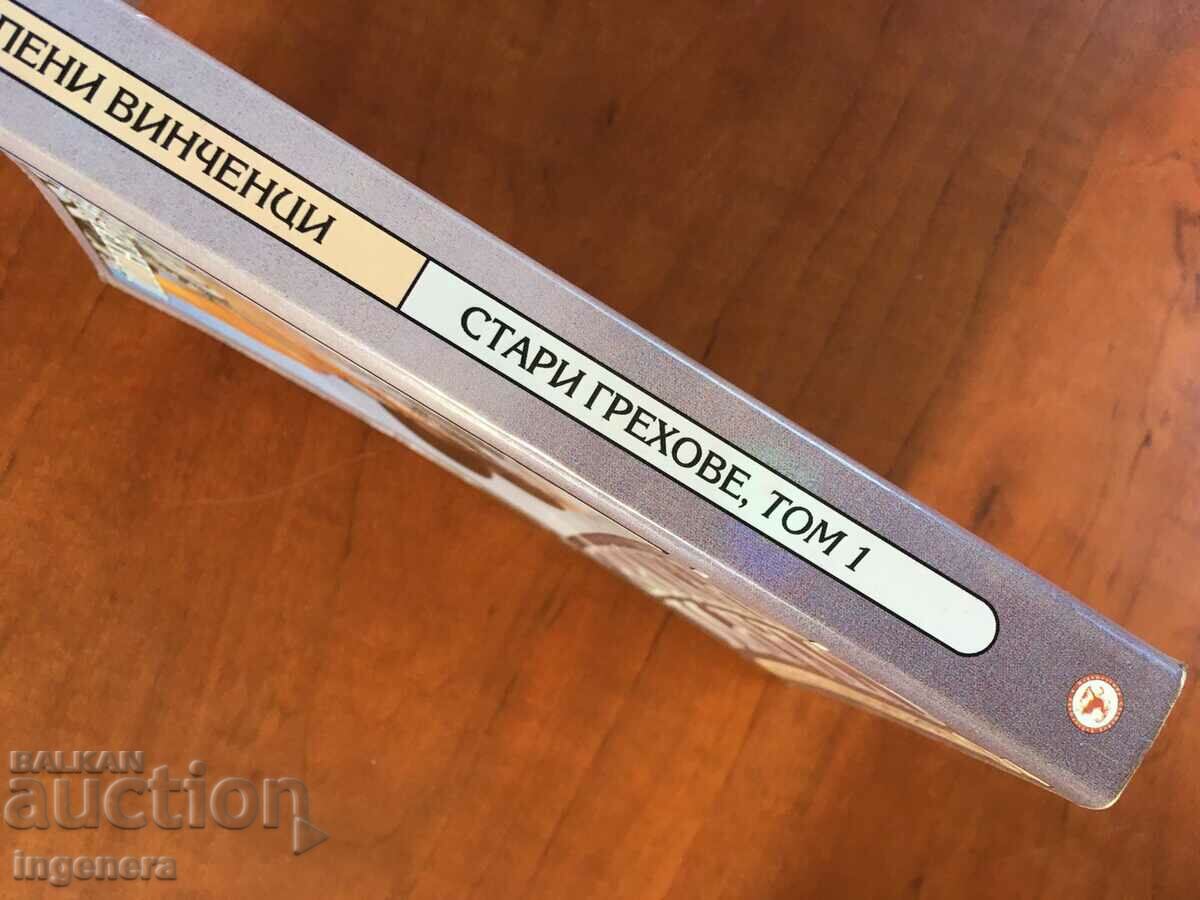 ПЕНИ ВИНЧЕНЦИ
СТАРИ ГРЕХОВЕ, ТОМ 1
BALKAN
auction
ingenera